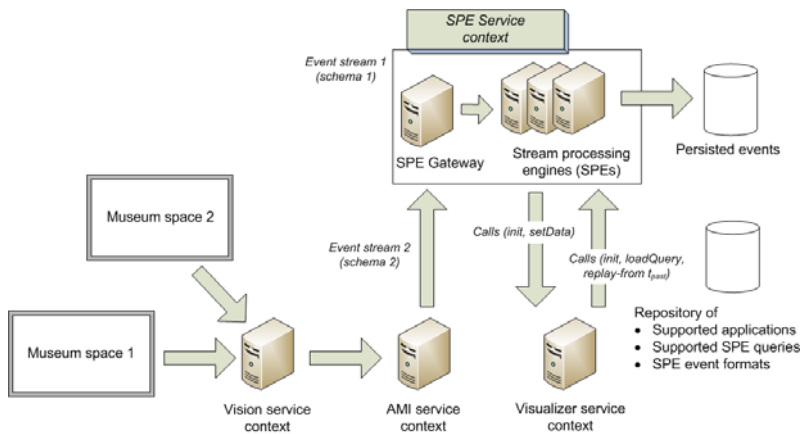 SPE Service
context
Event stream 1
(schema 1)
SPE Gateway
Stream processing
engines (SPEs)
Persisted events
Museum space 2
Event stream 2
(schema 2)
Calls (init, setData)
Calls (init, loadQuery,
replay-from tpast)
Repository of
• Supported applications
• Supported SPE queries
• SPE event formats
Museum space 1
Vision service
context
AMI service
context
Visualizer service
context